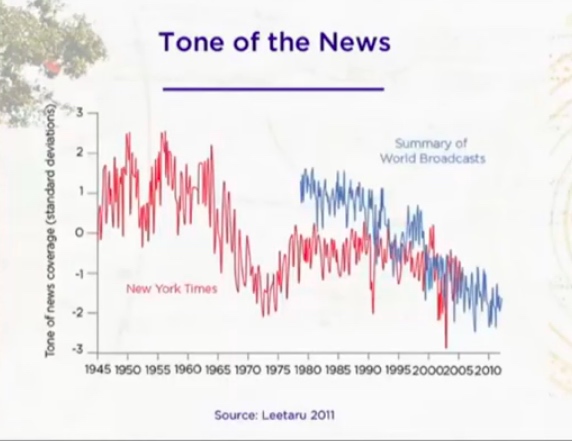 Tone of the News
Tone of news coverage (standard deviations)
3
2
1
0
-1
-2
-3
Summary of
World Broadcasts
New York Times
1945 1950 1955 1960 1965 1970 1975 1980 1985 1990 1995 2000 2005 2010
Source: Leetaru 2011